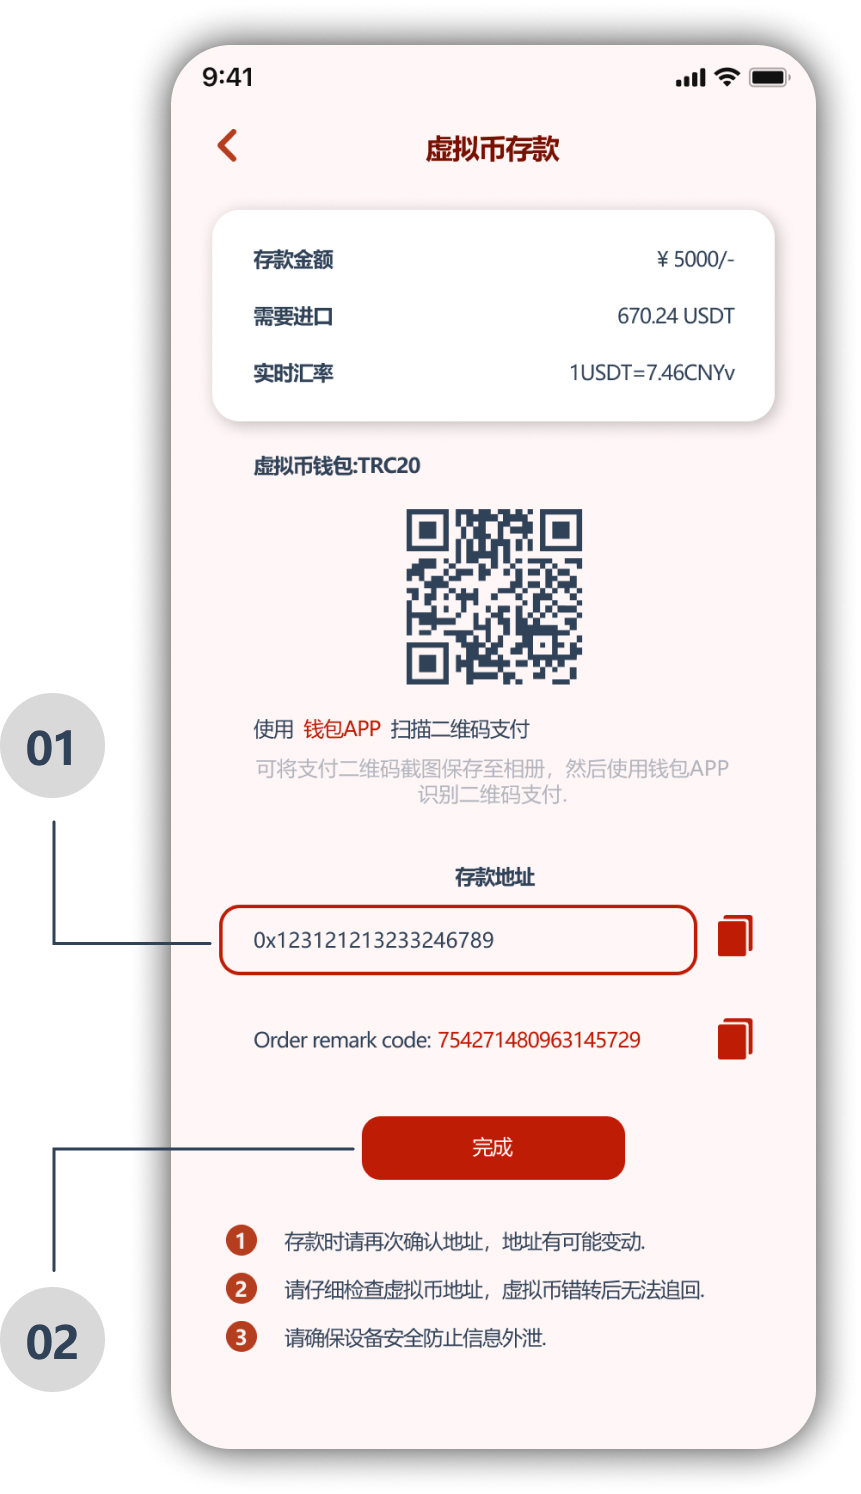 9:41
虚拟币存款
存款金额 ¥ 5000/-
需要进口 670.24 USDT
实时汇率 1USDT=7.46CNYv
虚拟币钱包:TRC20
使用 钱包APP 扫描二维码支付
可将支付二维码截图保存至相册，然后使用钱包APP
识别二维码支付.
01
存款地址
0x123121213233246789
Order remark code: 754271480963145729
完成
1 存款时请再次确认地址，地址有可能变动.
2 请仔细检查虚拟币地址，虚拟币错转后无法追回.
3 请确保设备安全防止信息外泄.
02